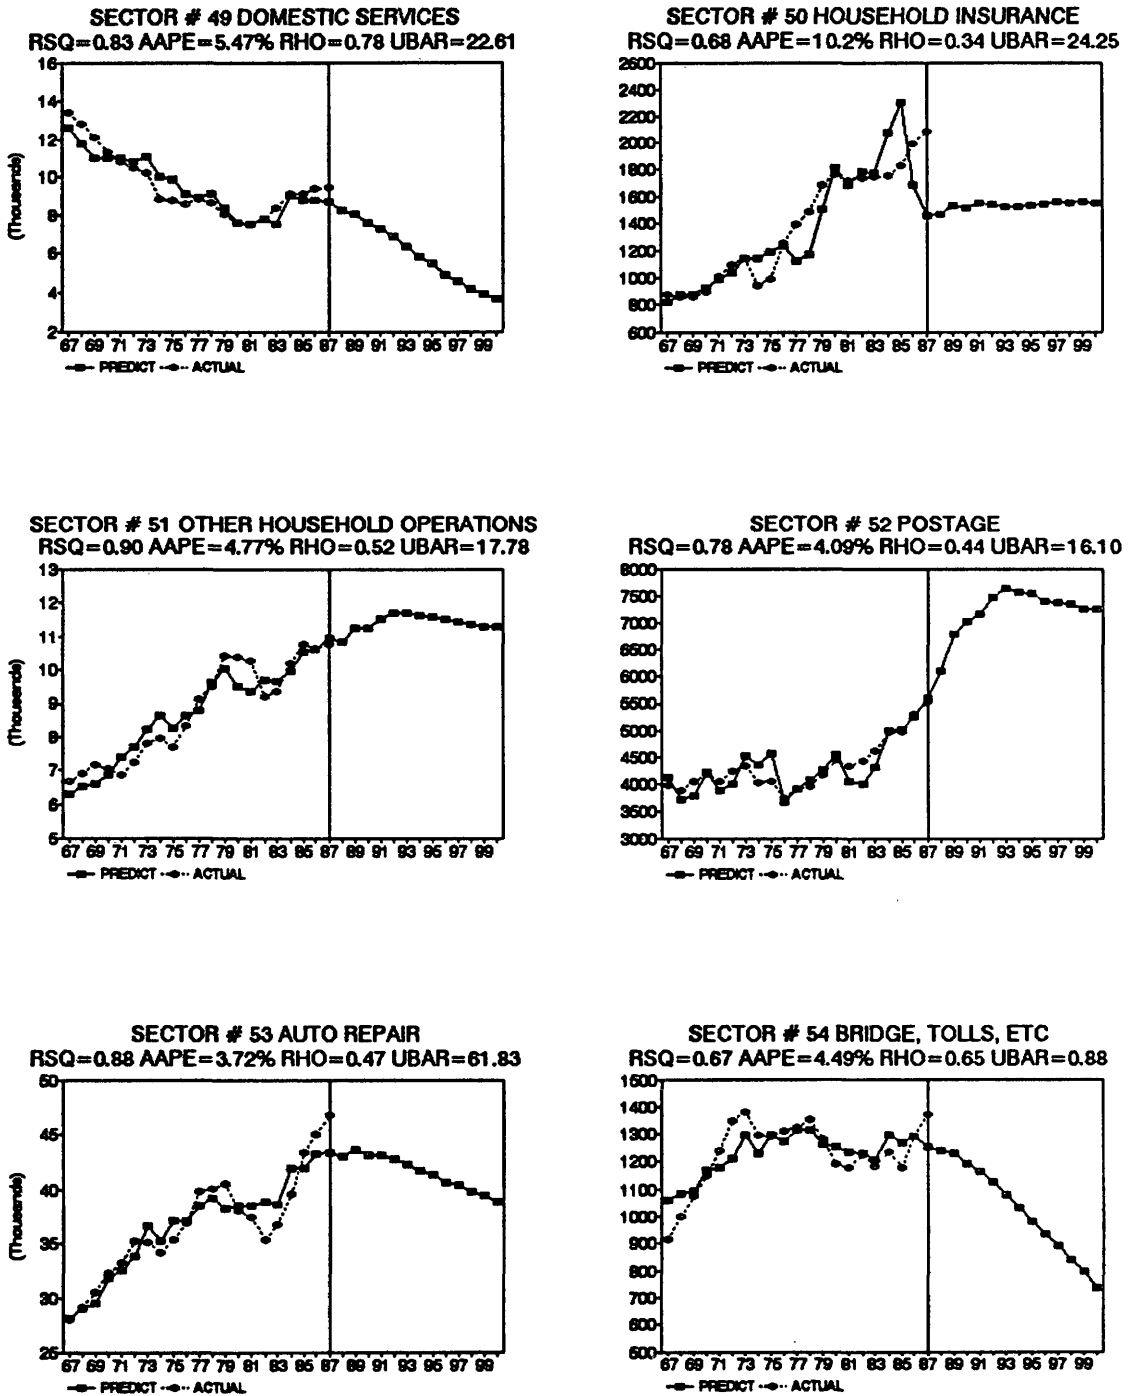 SECTOR # 49 DOMESTIC SERVICES
RSQ=0.83 AAPE=5.47% RHO=0.78 UBAR=22.61
16
14
12
10
8
6
4
2
(Thousands)
67 69 71 73 75 77 79 81 83 85 87 89 91 93 95 97 99
PREDICT ACTUAL
SECTOR # 50 HOUSEHOLD INSURANCE
RSQ=0.68 AAPE=10.2% RHO=0.34 UBAR=24.25
2600
2400
2200
2000
1800
1600
1400
1200
1000
800
600
67 69 71 73 75 77 79 81 83 85 87 89 91 93 95 97 99
PREDICT ACTUAL
SECTOR # 51 OTHER HOUSEHOLD OPERATIONS
RSQ=0.90 AAPE=4.77% RHO=0.52 UBAR=17.78
13
12
11
10
9
8
7
6
5
(Thousands)
67 69 71 73 75 77 79 81 83 85 87 89 91 93 95 97 99
PREDICT ACTUAL
SECTOR # 52 POSTAGE
RSQ=0.78 AAPE=4.09% RHO=0.44 UBAR=16.10
8000
7500
7000
6500
6000
5500
5000
4500
4000
3500
3000
67 69 71 73 75 77 79 81 83 85 87 89 91 93 95 97 99
PREDICT ACTUAL
SECTOR # 53 AUTO REPAIR
RSQ=0.88 AAPE=3.72% RHO=0.47 UBAR=61.83
50
45
40
35
30
25
(Thousands)
67 69 71 73 75 77 79 81 83 85 87 89 91 93 95 97 99
PREDICT ACTUAL
SECTOR # 54 BRIDGE, TOLLS, ETC
RSQ=0.67 AAPE=4.49% RHO=0.65 UBAR=0.88
1500
1400
1300
1200
1100
1000
900
800
700
600
500
67 69 71 73 75 77 79 81 83 85 87 89 91 93 95 97 99
PREDICT ACTUAL